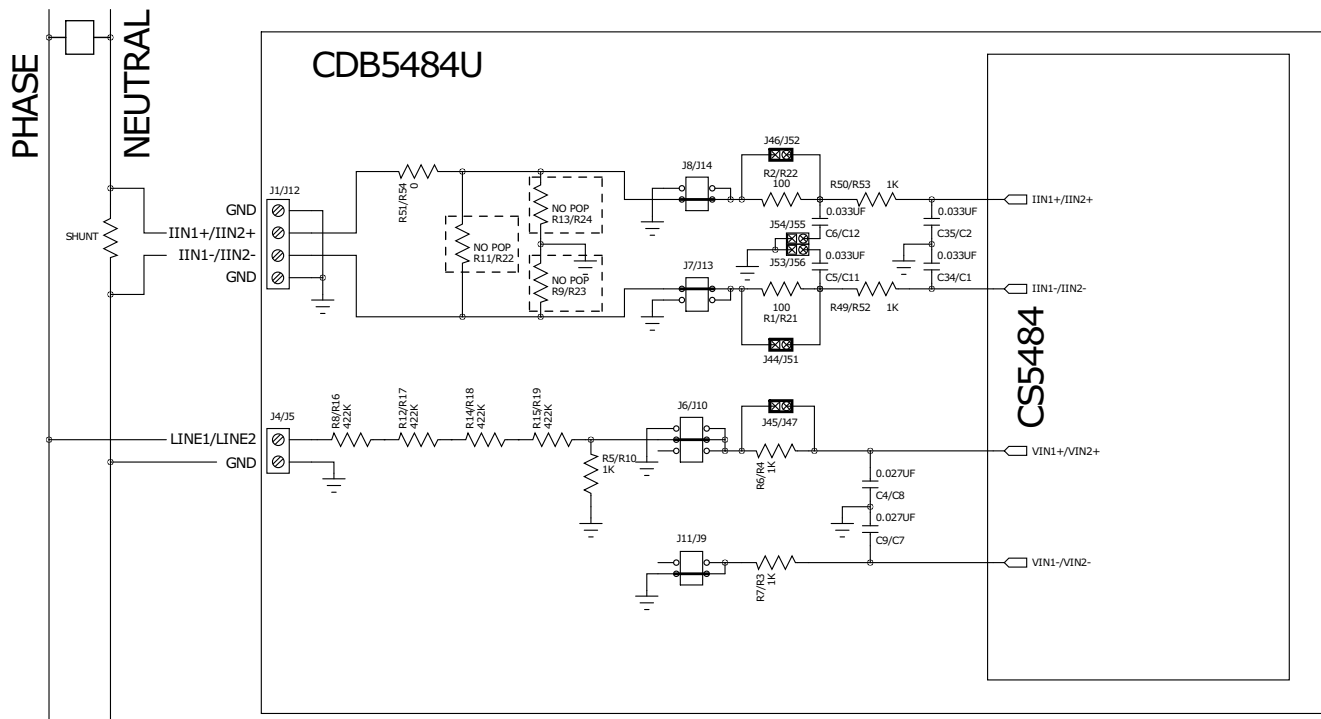 PHASE
NEUTRAL
SHUNT
CDB5484U
J1/J12
GND
IIN1+/IIN2+
IIN1-/IIN2-
GND
R51/R54
0
NO POP
R11/R22
NO POP
R13/R24
NO POP
R9/R23
J8/J14
J7/J13
J46/J52
R2/R22
100
J54/J55
J53/J56
0.033UF
C6/C12
0.033UF
C5/C11
100
R1/R21
J44/J51
R50/R53
1K
R49/R52
1K
0.033UF
C35/C2
0.033UF
C34/C1
IIN1+/IIN2+
IIN1-/IIN2-
CS5484
J4/J5
LINE1/LINE2
GND
R8/R16
422K
R12/R17
422K
R14/R18
422K
R15/R19
422K
R5/R10
1K
J6/J10
J45/J47
R6/R4
1K
0.027UF
C4/C8
0.027UF
C9/C7
J11/J9
R7/R3
1K
VIN1+/VIN2+
VIN1-/VIN2-